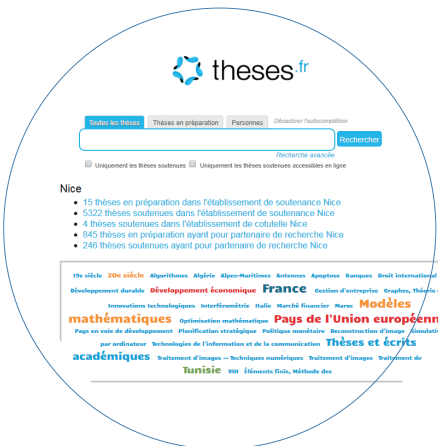 theses.fr
Toutes les thèses Thèses en préparation Personnes Désactiver l'autocomplétion
Rechercher
Recherche avancée
Uniquement les thèses soutenues Uniquement les thèses soutenues accessibles en ligne
Nice
15 thèses en préparation dans l'établissement de soutenance Nice
5322 thèses soutenues dans l'établissement de soutenance Nice
4 thèses soutenues dans l'établissement de cotutelle Nice
845 thèses en préparation ayant pour partenaire de recherche Nice
246 thèses soutenues ayant pour partenaire de recherche Nice
19e siècle 20e siècle Algorithmes Algérie Alpes-Maritimes Antennes Apoptose Banques Droit international
Développement durable Développement économique France Gestion d'entreprise Graphes,
Innovations technologiques Interférométrie Italie Marché financier Maroc Modèles
mathématiques Optimisation mathématique Pays de l'Union européenn
Pays en voie de développement Planification stratégique Politique monétaire Reconstruction d'image
par ordinateur Technologies de l'information et de la communication Thèses et écrits
académiques Traitement d'images -- Techniques numériques Traitement d'images Traitement du
Tunisie VIH Éléments finis, Méthode des